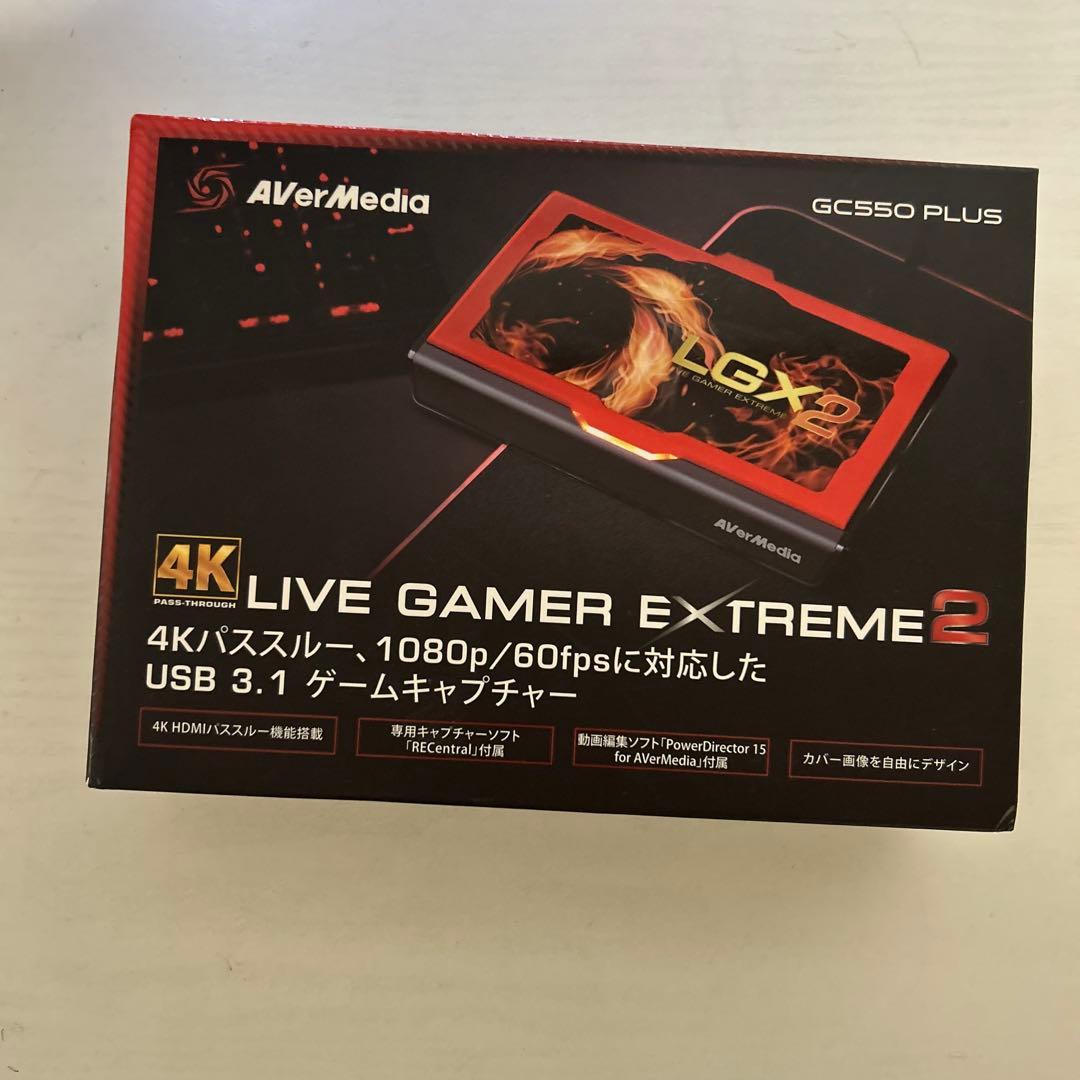 AVerMedia
GC550 PLUS
LGX2
LIVE GAMER EXTREME
AVerMedia
4K
PASS-THROUGH
LIVE GAMER EXTREME2
4Kパススルー、1080p/60fpsに対応した
USB 3.1 ゲームキャプチャー
4K HDMIパススルー機能搭載
専用キャプチャーソフト
「RECentral」付属
動画編集ソフト「PowerDirector 15
for AVerMedia」付属
カバー画像を自由にデザイン